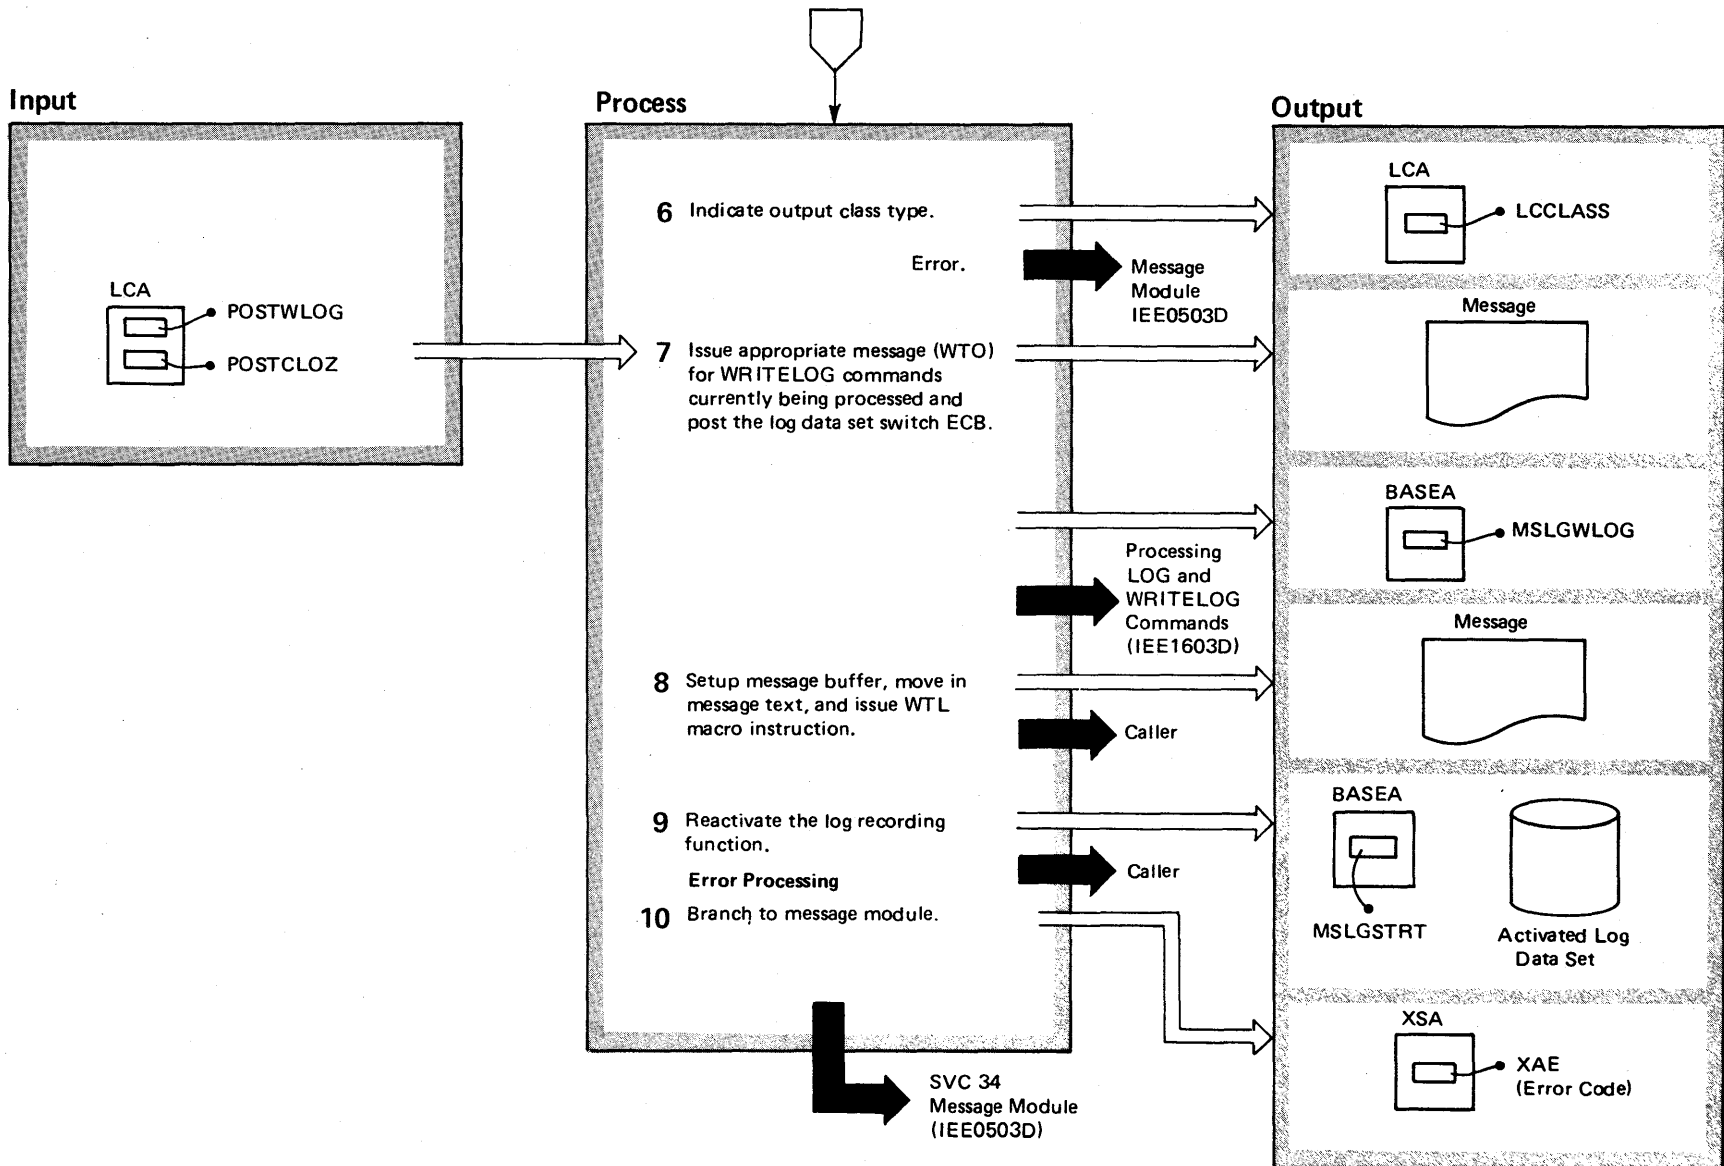 Input
LCA
POSTWLOG
POSTCLOZ
Process
6 Indicate output class type.
Error.
Message
Module
IEE0503D
7 Issue appropriate message (WTO)
for WRITELOG commands
currently being processed and
post the log data set switch ECB.
Processing
LOG and
WRITELOG
Commands
(IEE1603D)
8 Setup message buffer, move in
message text, and issue WTL
macro instruction.
Caller
9 Reactivate the log recording
function.
Caller
Error Processing
10 Branch to message module.
SVC 34
Message Module
(IEE0503D)
Output
LCA
LCCLASS
Message
BASEA
MSLGWLOG
Message
BASEA
MSLGSTRT
Activated Log
Data Set
XSA
XAE
(Error Code)